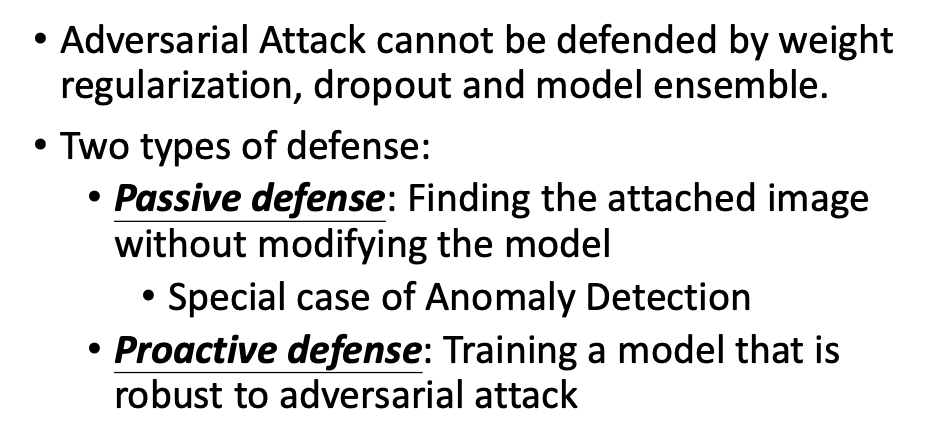 • Adversarial Attack cannot be defended by weight
regularization, dropout and model ensemble.
• Two types of defense:
• Passive defense: Finding the attached image
without modifying the model
• Special case of Anomaly Detection
• Proactive defense: Training a model that is
robust to adversarial attack